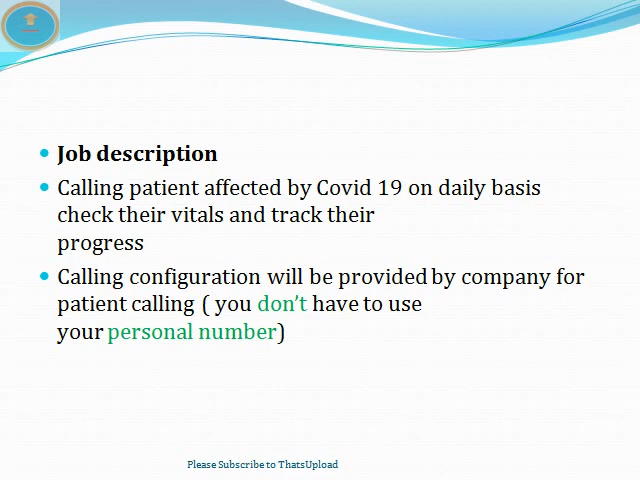 Job description
Calling patient affected by Covid 19 on daily basis
check their vitals and track their
progress
Calling configuration will be provided by company for
patient calling ( you don’t have to use
your personal number)
Please Subscribe to ThatsUpload